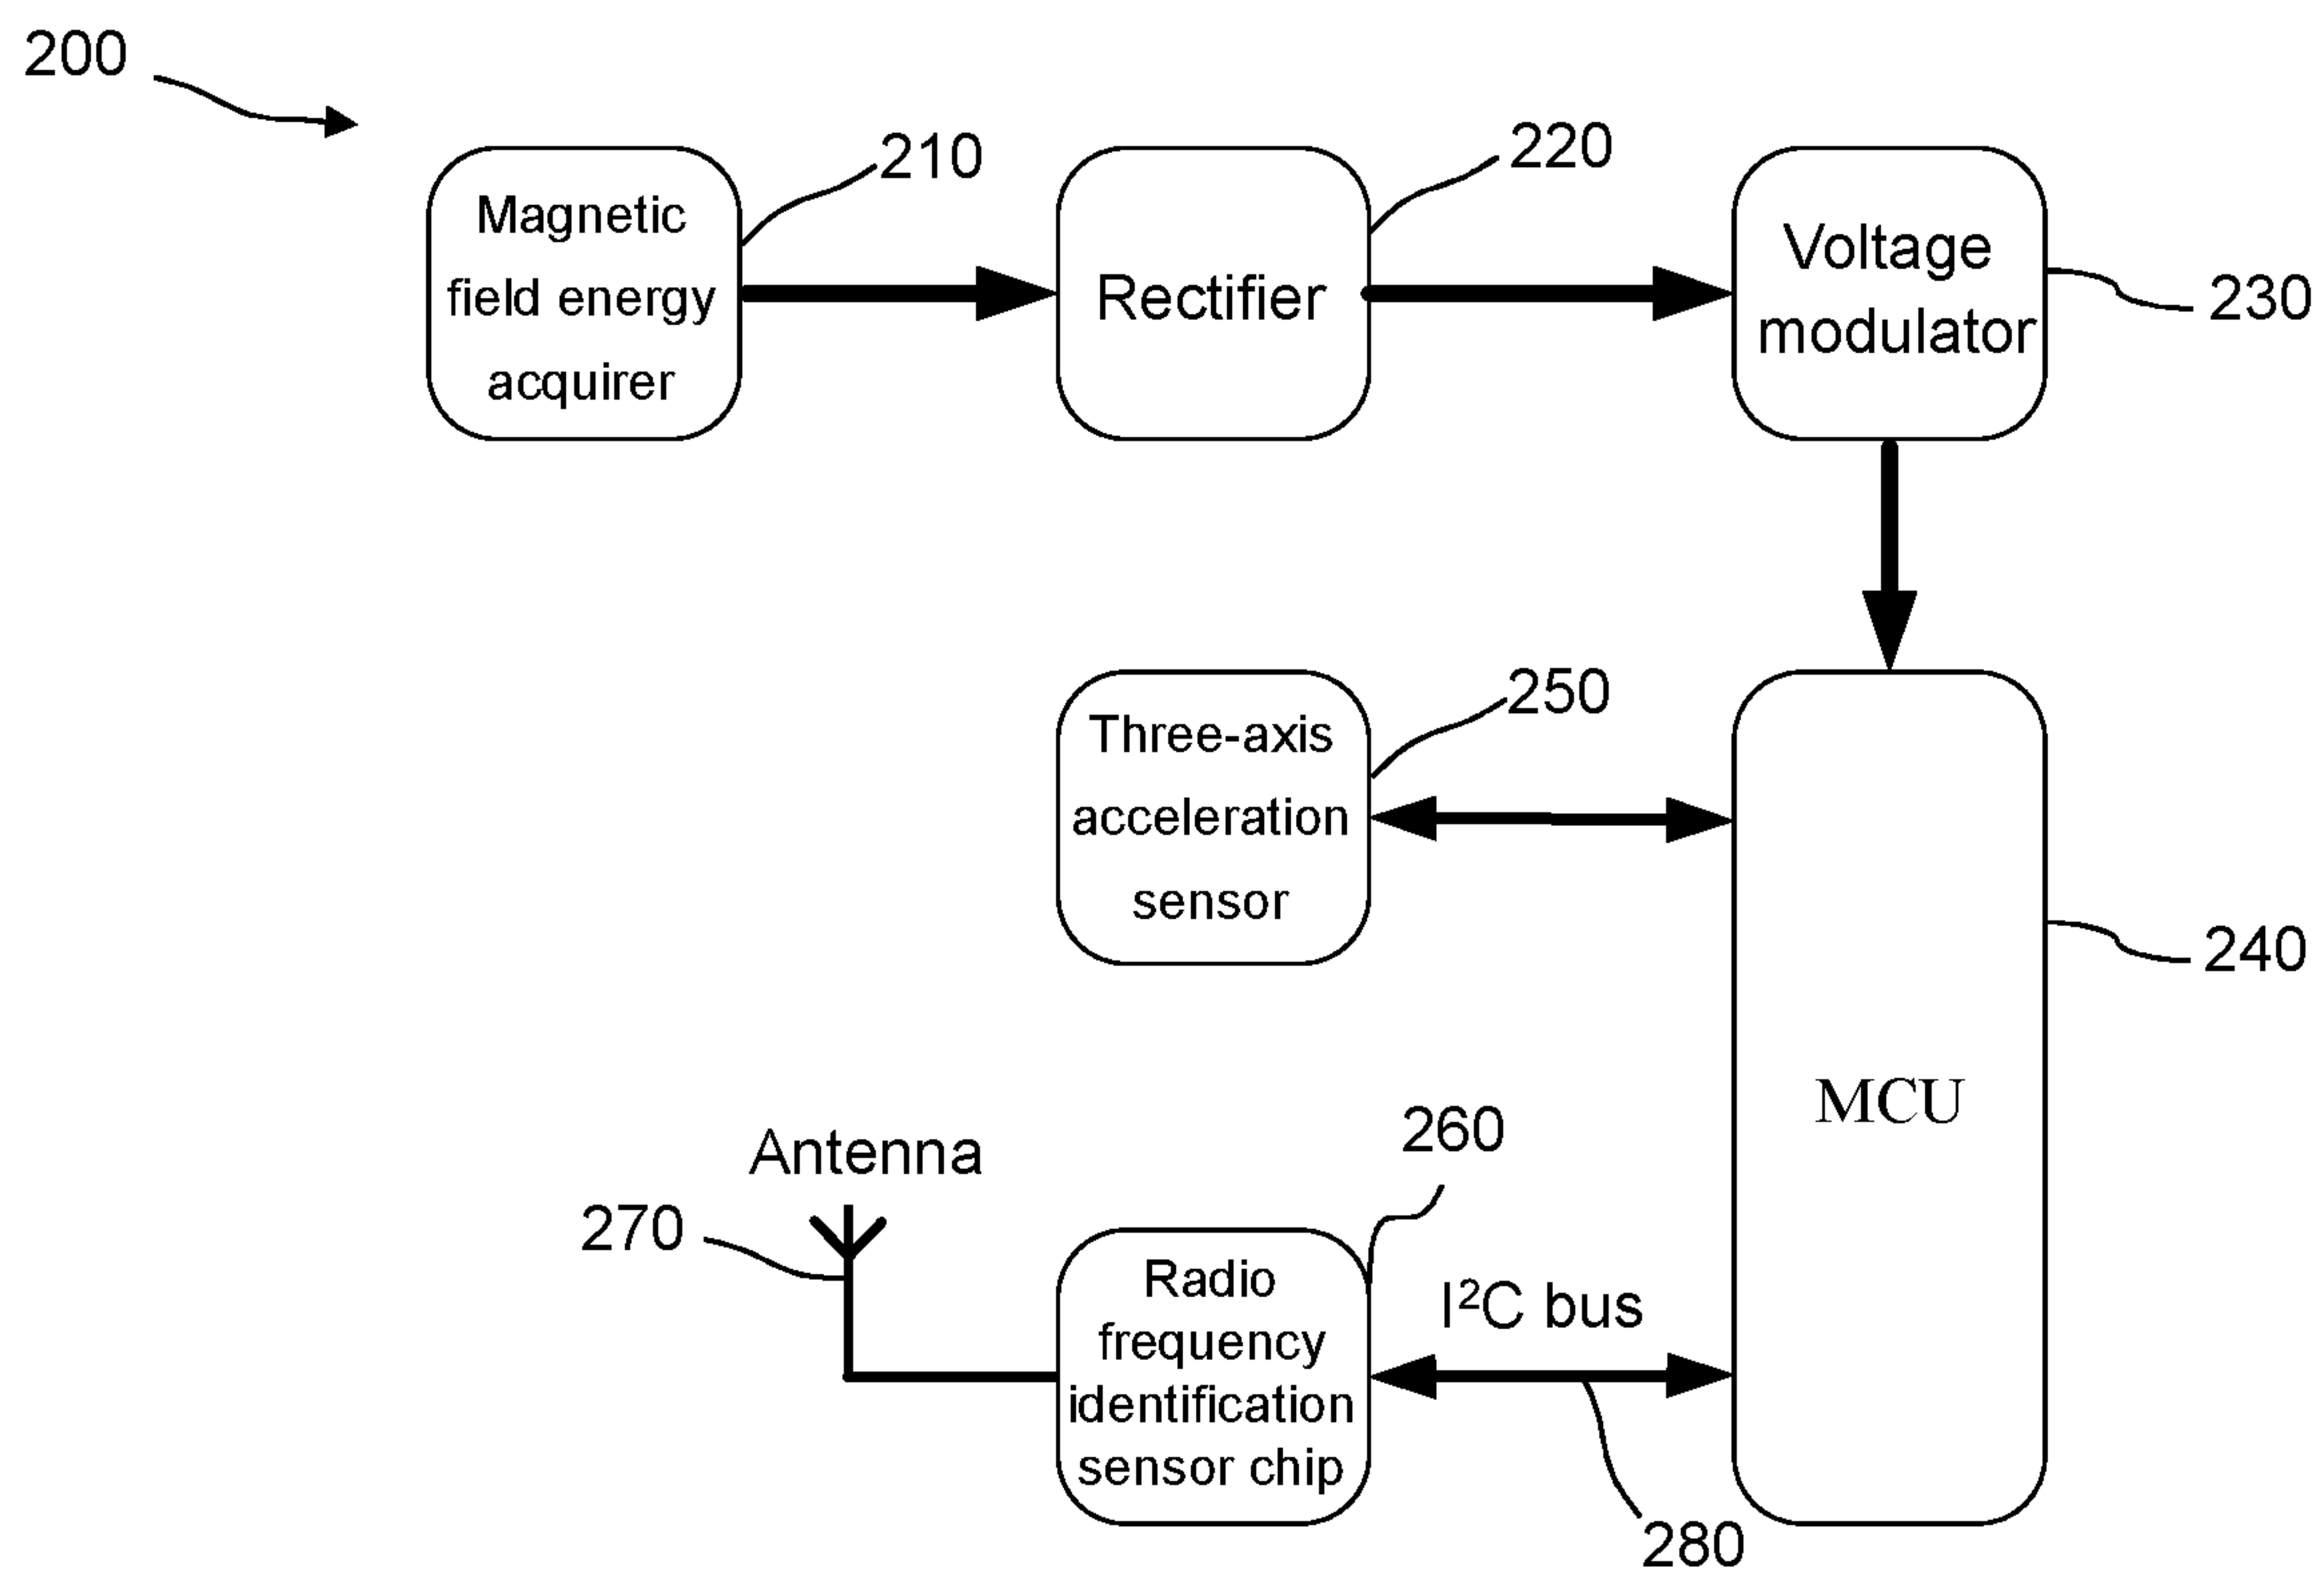 200
210
220
Magnetic
field energy
acquirer
Rectifier
Voltage
modulator
230
250
Three-axis
acceleration
sensor
240
MCU
260
Antenna
270
Radio
frequency
identification
sensor chip
I²C bus
280